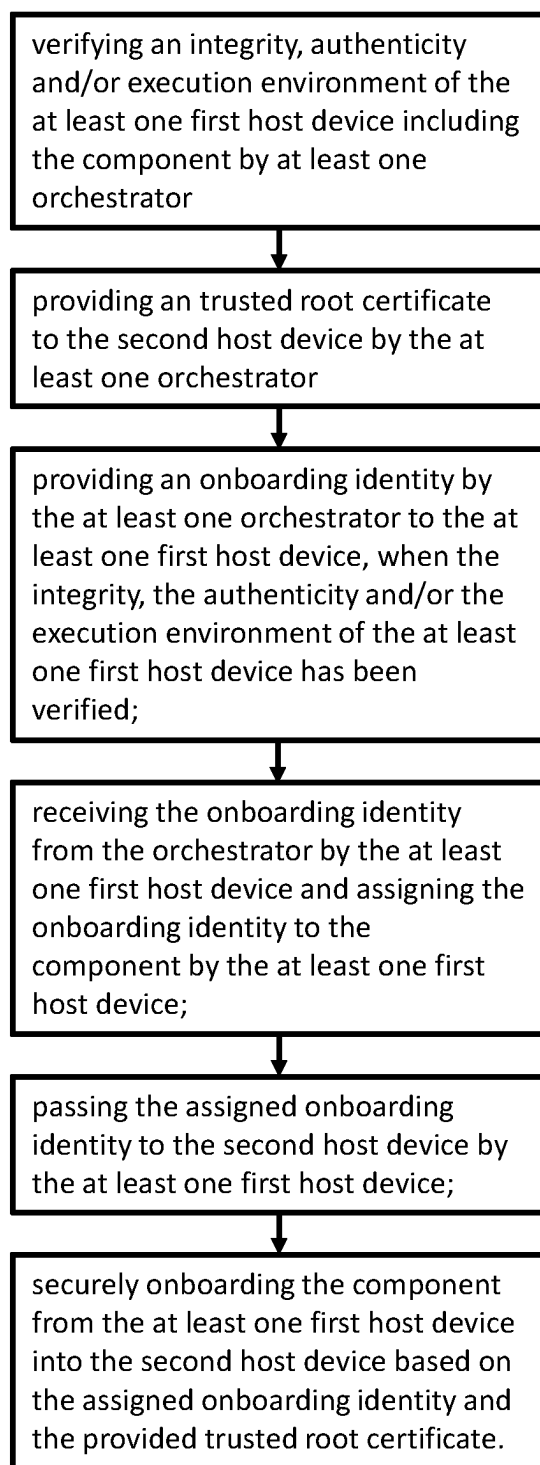 verifying an integrity, authenticity
and/or execution environment of the
at least one first host device including
the component by at least one
orchestrator
providing an trusted root certificate
to the second host device by the at
least one orchestrator
providing an onboarding identity by
the at least one orchestrator to the at
least one first host device, when the
integrity, the authenticity and/or the
execution environment of the at least
one first host device has been
verified;
receiving the onboarding identity
from the orchestrator by the at least
one first host device and assigning the
onboarding identity to the
component by the at least one first
host device;
passing the assigned onboarding
identity to the second host device by
the at least one first host device;
securely onboarding the component
from the at least one first host device
into the second host device based on
the assigned onboarding identity and
the provided trusted root certificate.